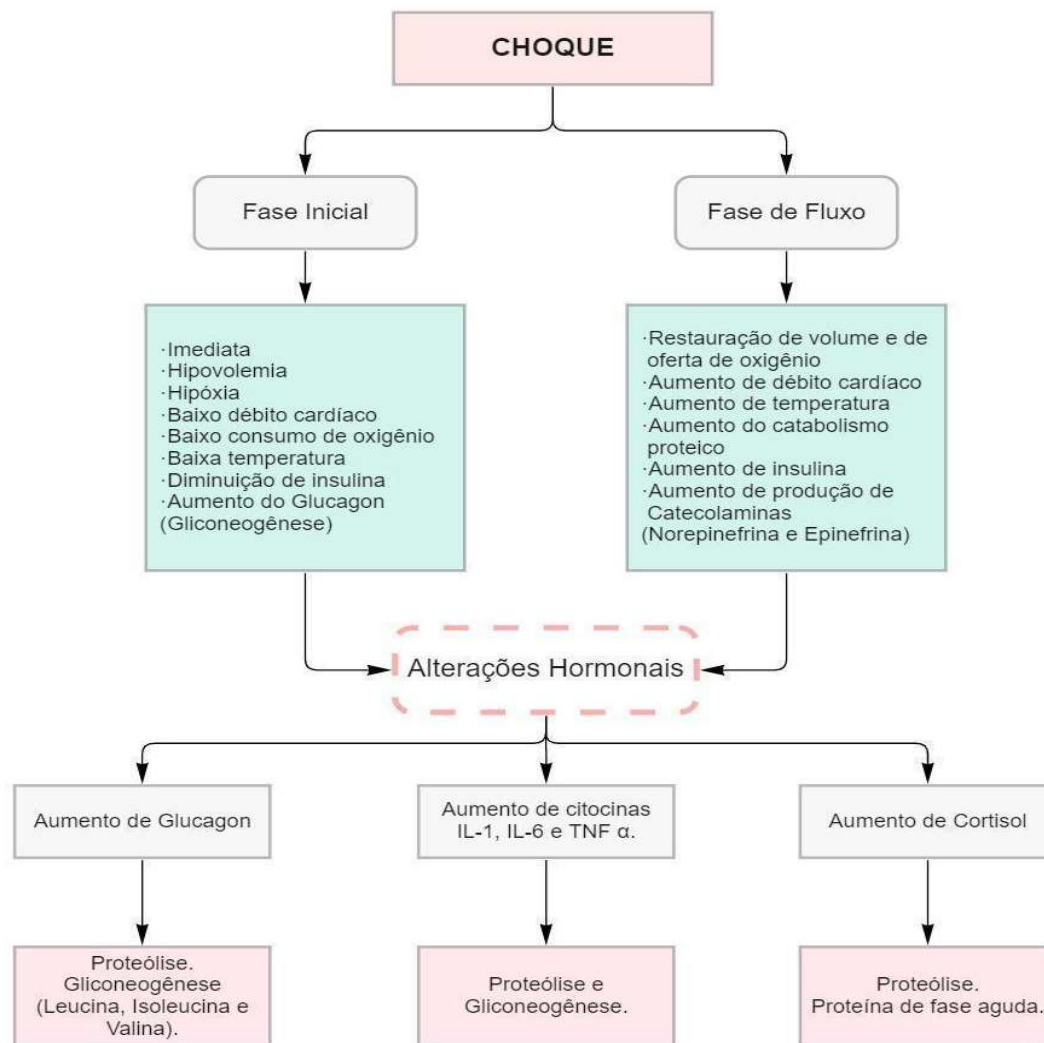 CHOQUE
Fase Inicial
Fase de Fluxo
·Imediata
·Hipovolemia
·Hipóxia
·Baixo débito cardíaco
·Baixo consumo de oxigênio
·Baixa temperatura
·Diminuição de insulina
·Aumento do Glucagon
(Gliconeogênese)
·Restauração de volume e de
oferta de oxigênio
·Aumento de débito cardíaco
·Aumento de temperatura
·Aumento do catabolismo
proteico
·Aumento de insulina
·Aumento de produção de
Catecolaminas
(Norepinefrina e Epinefrina)
Alterações Hormonais
Aumento de Glucagon
Aumento de citocinas
IL-1, IL-6 e TNF α.
Aumento de Cortisol
Proteólise.
Gliconeogênese
(Leucina, Isoleucina e
Valina).
Proteólise e
Gliconeogênese.
Proteólise.
Proteína de fase aguda.